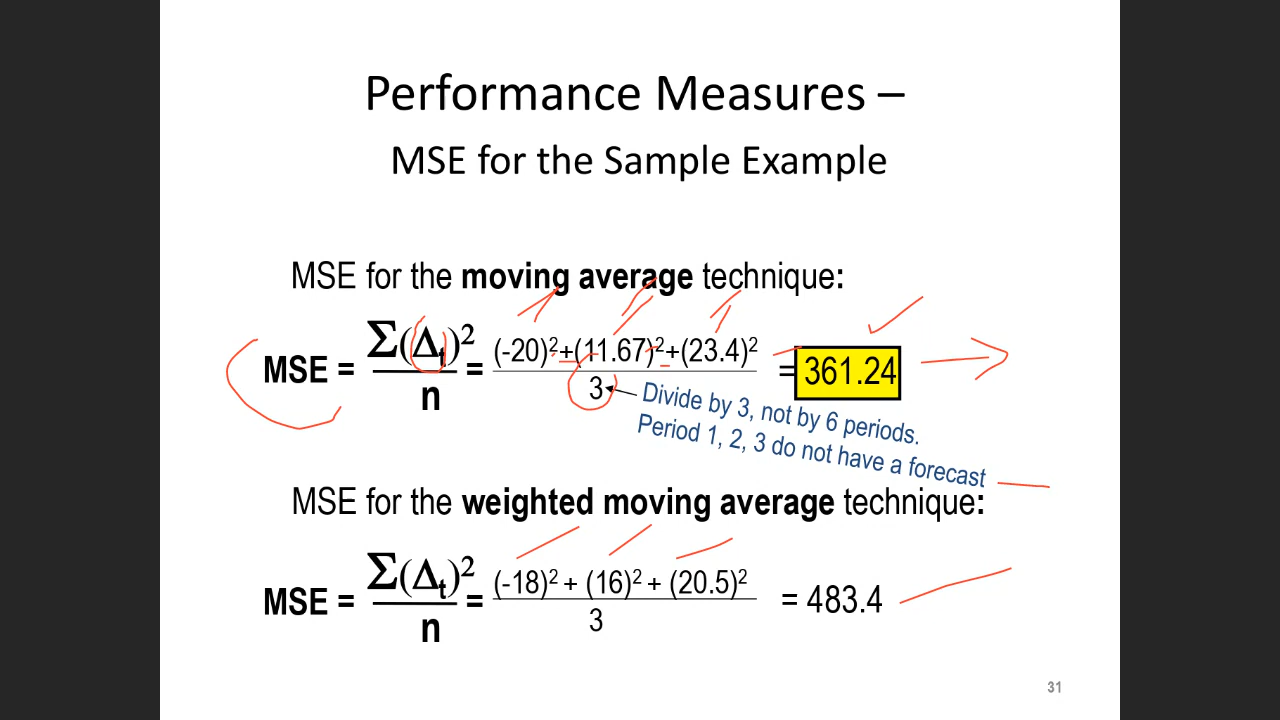 Performance Measures –
MSE for the Sample Example
MSE for the moving average technique:
MSE = Σ(Δt)² / n = (-20)²+(11.67)²+(23.4)² / 3 = 361.24
Divide by 3, not by 6 periods.
Period 1, 2, 3 do not have a forecast
MSE for the weighted moving average technique:
MSE = Σ(Δt)² / n = (-18)² + (16)² + (20.5)² / 3 = 483.4
31